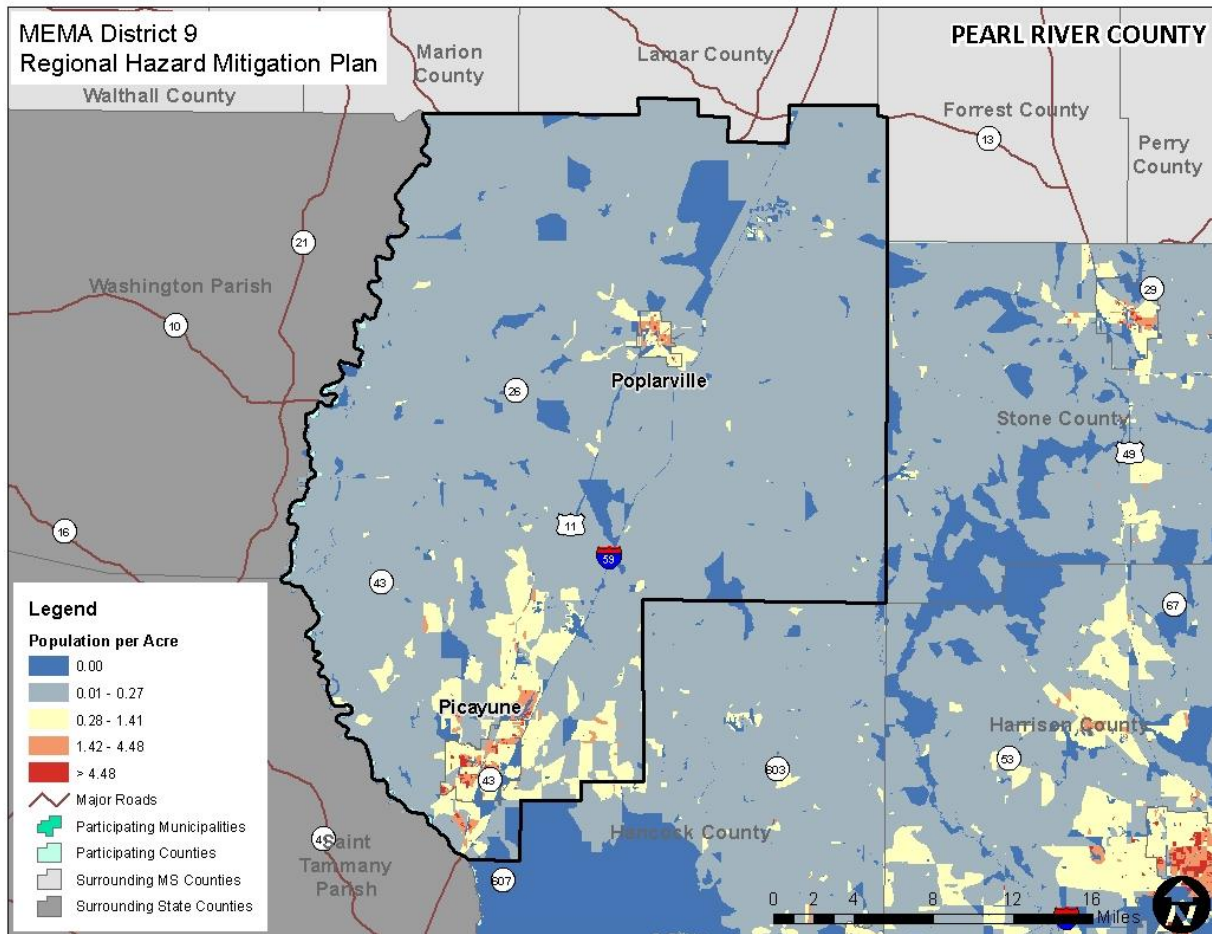 MEMA District 9
Regional Hazard Mitigation Plan
PEARL RIVER COUNTY
Marion
County
Lamar County
Walthall County
Forrest County
Perry
County
13
21
Washington Parish
10
29
Poplarville
26
Stone County
49
11
16
59
43
67
Picayune
Harrison County
53
603
43
Hancock County
Saint
Tammany
Parish
607
Legend
Population per Acre
0.00
0.01 - 0.27
0.28 - 1.41
1.42 - 4.48
> 4.48
Major Roads
Participating Municipalities
Participating Counties
Surrounding MS Counties
Surrounding State Counties
0 2 4 8 12 16
Miles
N